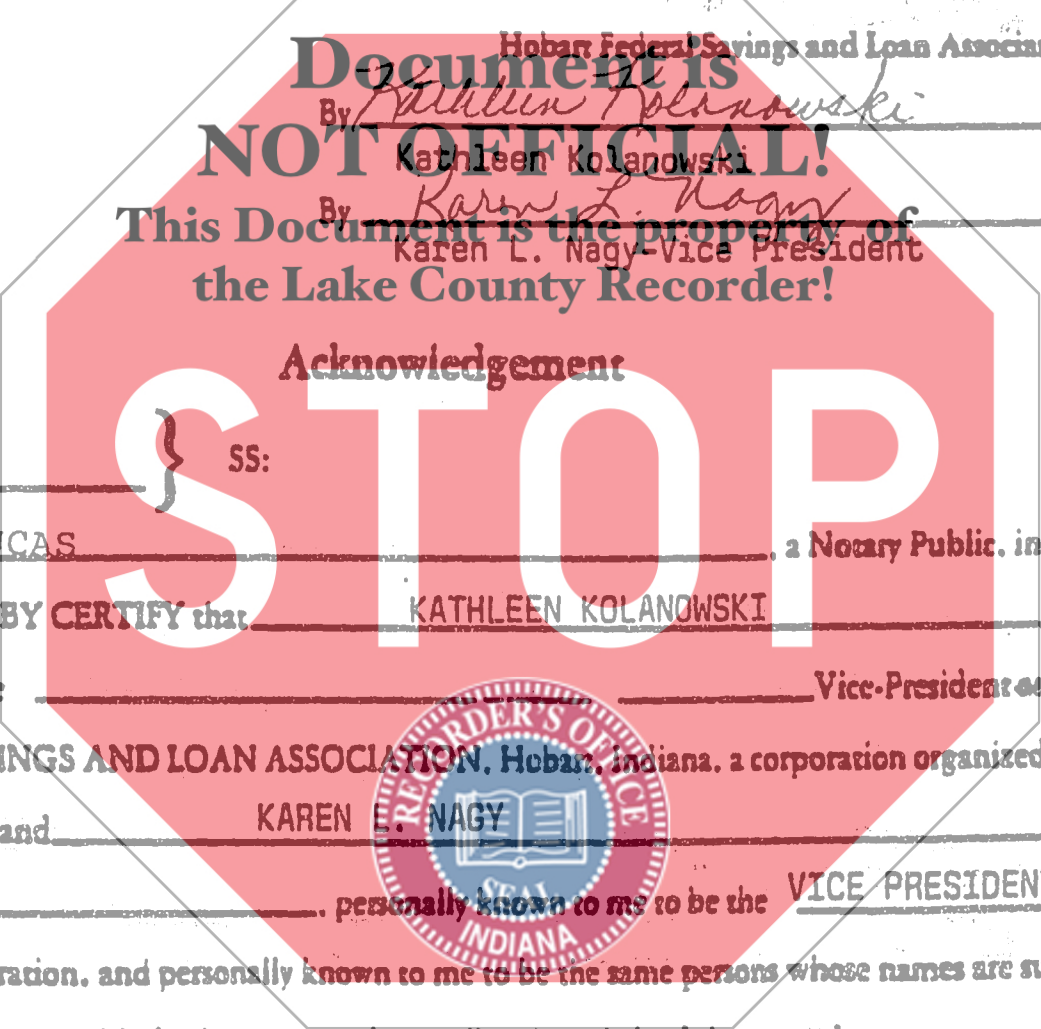 Document is
NOT OFFICIAL!
This Document is the property of
the Lake County Recorder!
Hobart Federal Savings and Loan
By Kathleen Kolanowski
Kathleen Kolanowski
By Karen L. Nagy
Karen L. Nagy-Vice President
Acknowledgement
} SS:
STOP
ICAS , a Notary Public, in
BY CERTIFY that KATHLEEN KOLANOWSKI
Vice-President
INGS AND LOAN ASSOCIATION, Hobart, Indiana, a corporation organized
and KAREN L. NAGY
, personally known to me to be the VICE PRESIDEN
ration, and personally known to me to be the same persons whose names are su
RECORDER'S OFFICE
SEAL
INDIANA